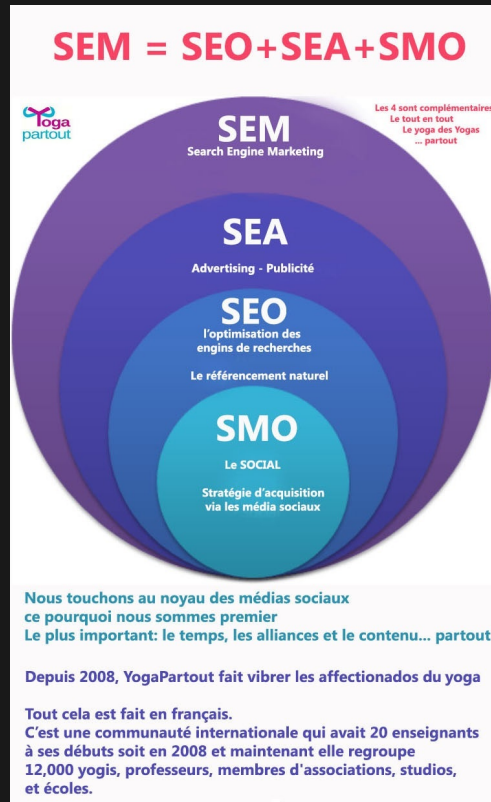 SEM = SEO+SEA+SMO
Yoga
partout
Les 4 sont complémentaires
Le tout en tout
Le yoga des Yogas
... partout
SEM
Search Engine Marketing
SEA
Advertising - Publicité
SEO
l'optimisation des
engins de recherches
Le référencement naturel
SMO
Le SOCIAL
Stratégie d'acquisition
via les média sociaux
Nous touchons au noyau des médias sociaux
ce pourquoi nous sommes premier
Le plus important: le temps, les alliances et le contenu... partout
Depuis 2008, YogaPartout fait vibrer les affectionados du yoga
Tout cela est fait en français.
C'est une communauté internationale qui avait 20 enseignants
à ses débuts soit en 2008 et maintenant elle regroupe
12,000 yogis, professeurs, membres d'associations, studios,
et écoles.